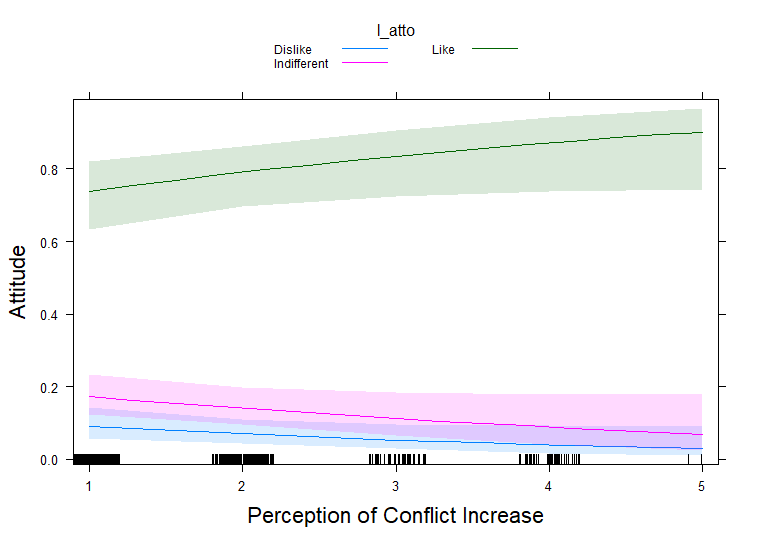 l_atto
Dislike
Like
Indifferent
0.8
0.6
0.4
0.2
0.0
Attitude
1
2
3
4
5
Perception of Conflict Increase